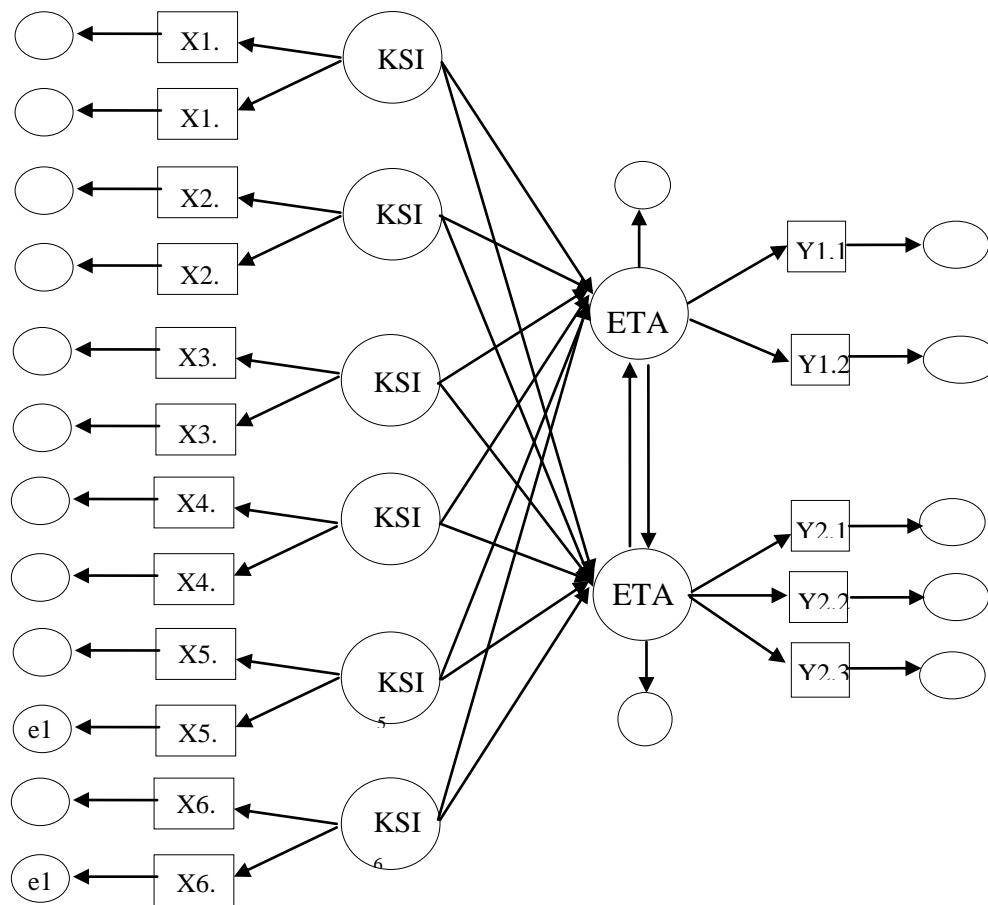 X1.
KSI
X1.
X2.
KSI
X2.
Y1.1
ETA
X3.
KSI
Y1.2
X3.
X4.
KSI
X4.
Y2.1
ETA
Y2.2
X5.
KSI
5
Y2.3
e1
X5.
X6.
KSI
6
e1
X6.